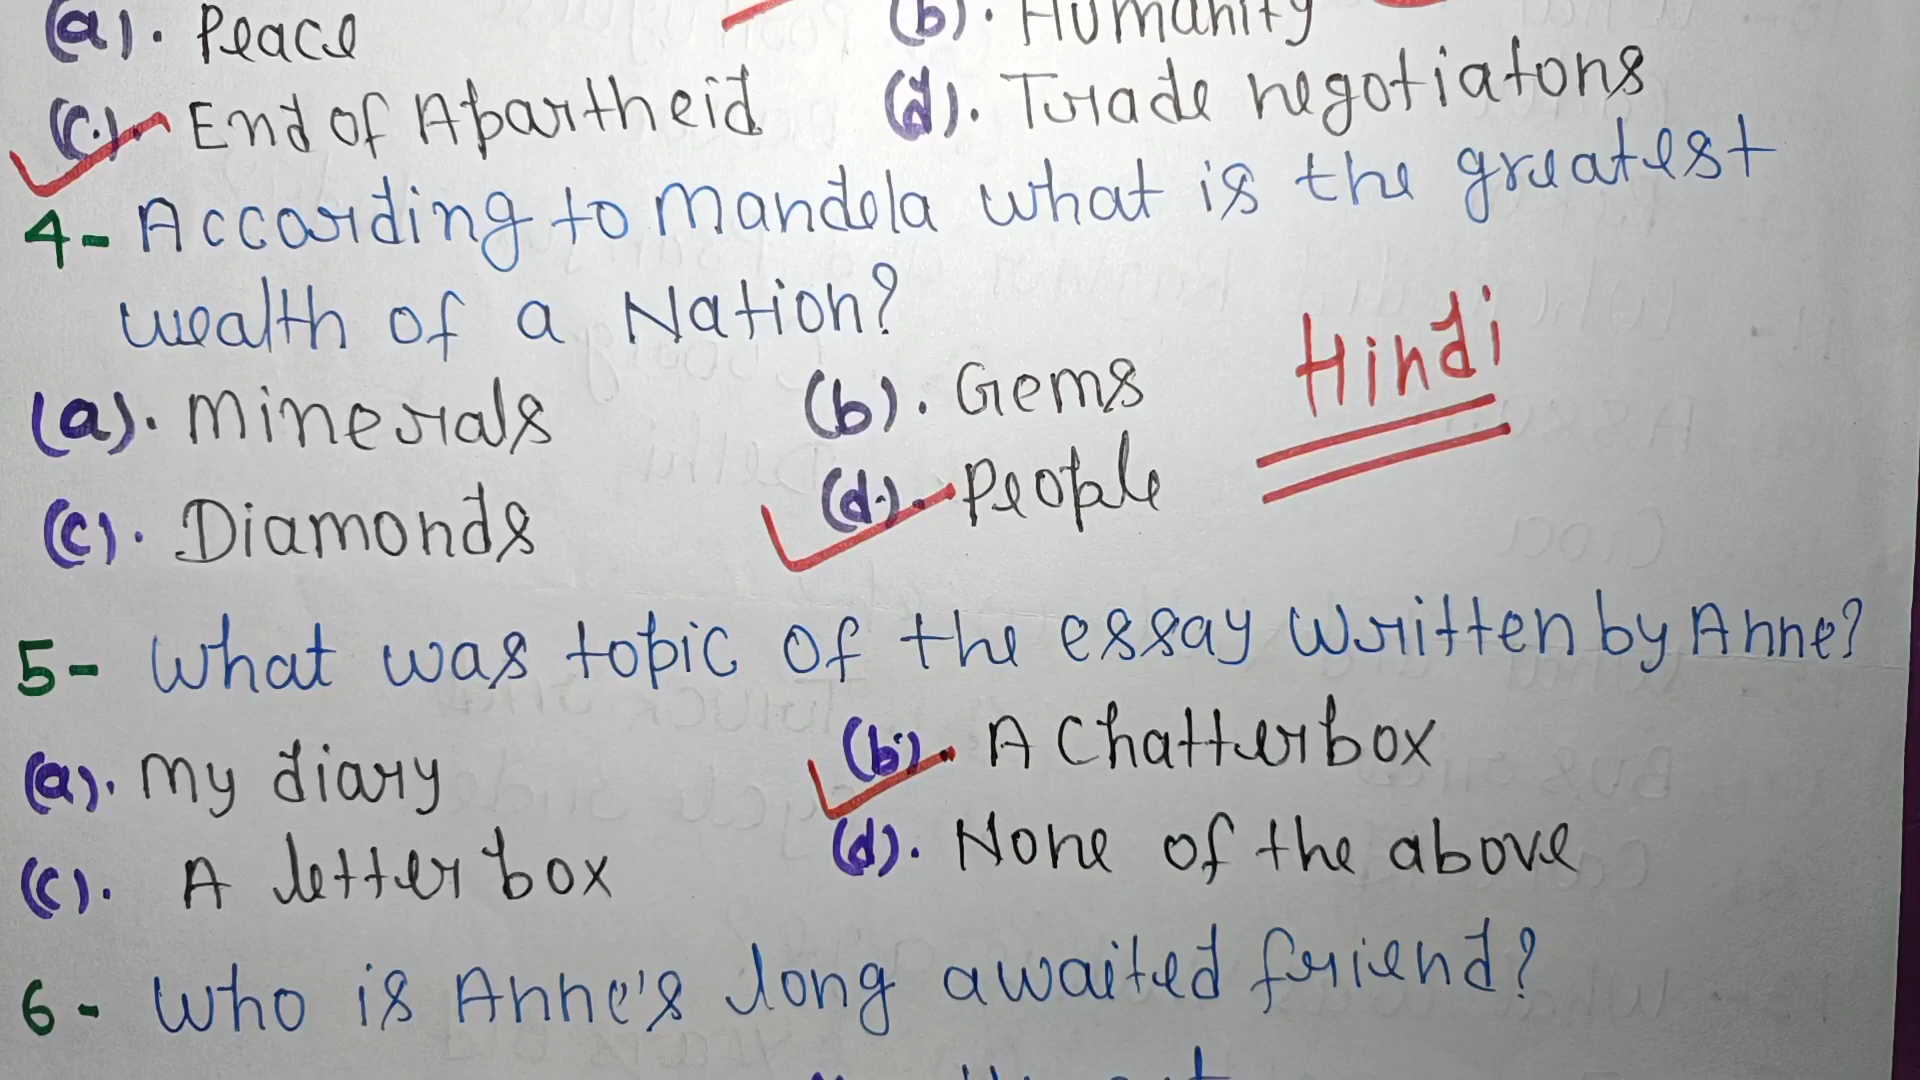 (a). Peace (b). Humanity
(c). End of Apartheid (d). Trade negotiatons
4- According to Mandela what is the greatest
wealth of a Nation?
(a). Minerals (b). Gems
Hindi
(c). Diamonds (d). People
5- What was topic of the essay written by Anne?
(a). My diary (b). A Chatterbox
(c). A letter box (d). None of the above
6- Who is Anne's long awaited friend?